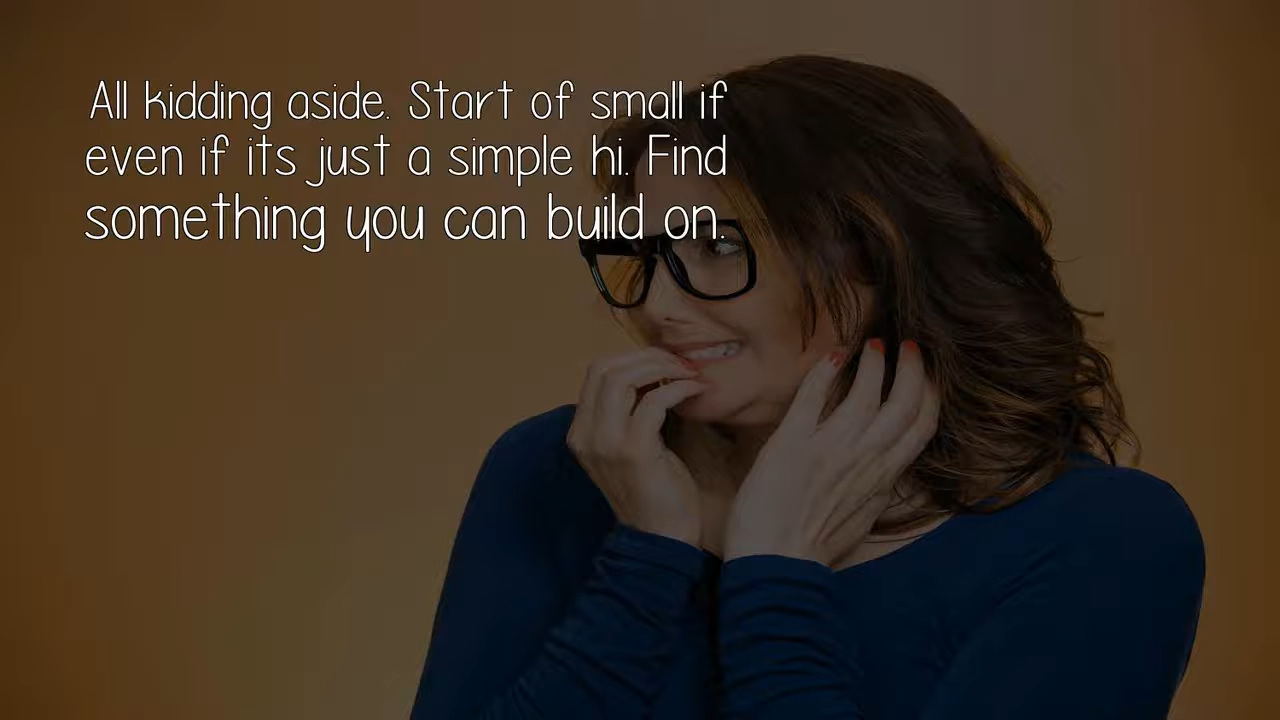 All kidding aside. Start of small if
even if its just a simple hi. Find
something you can build on.